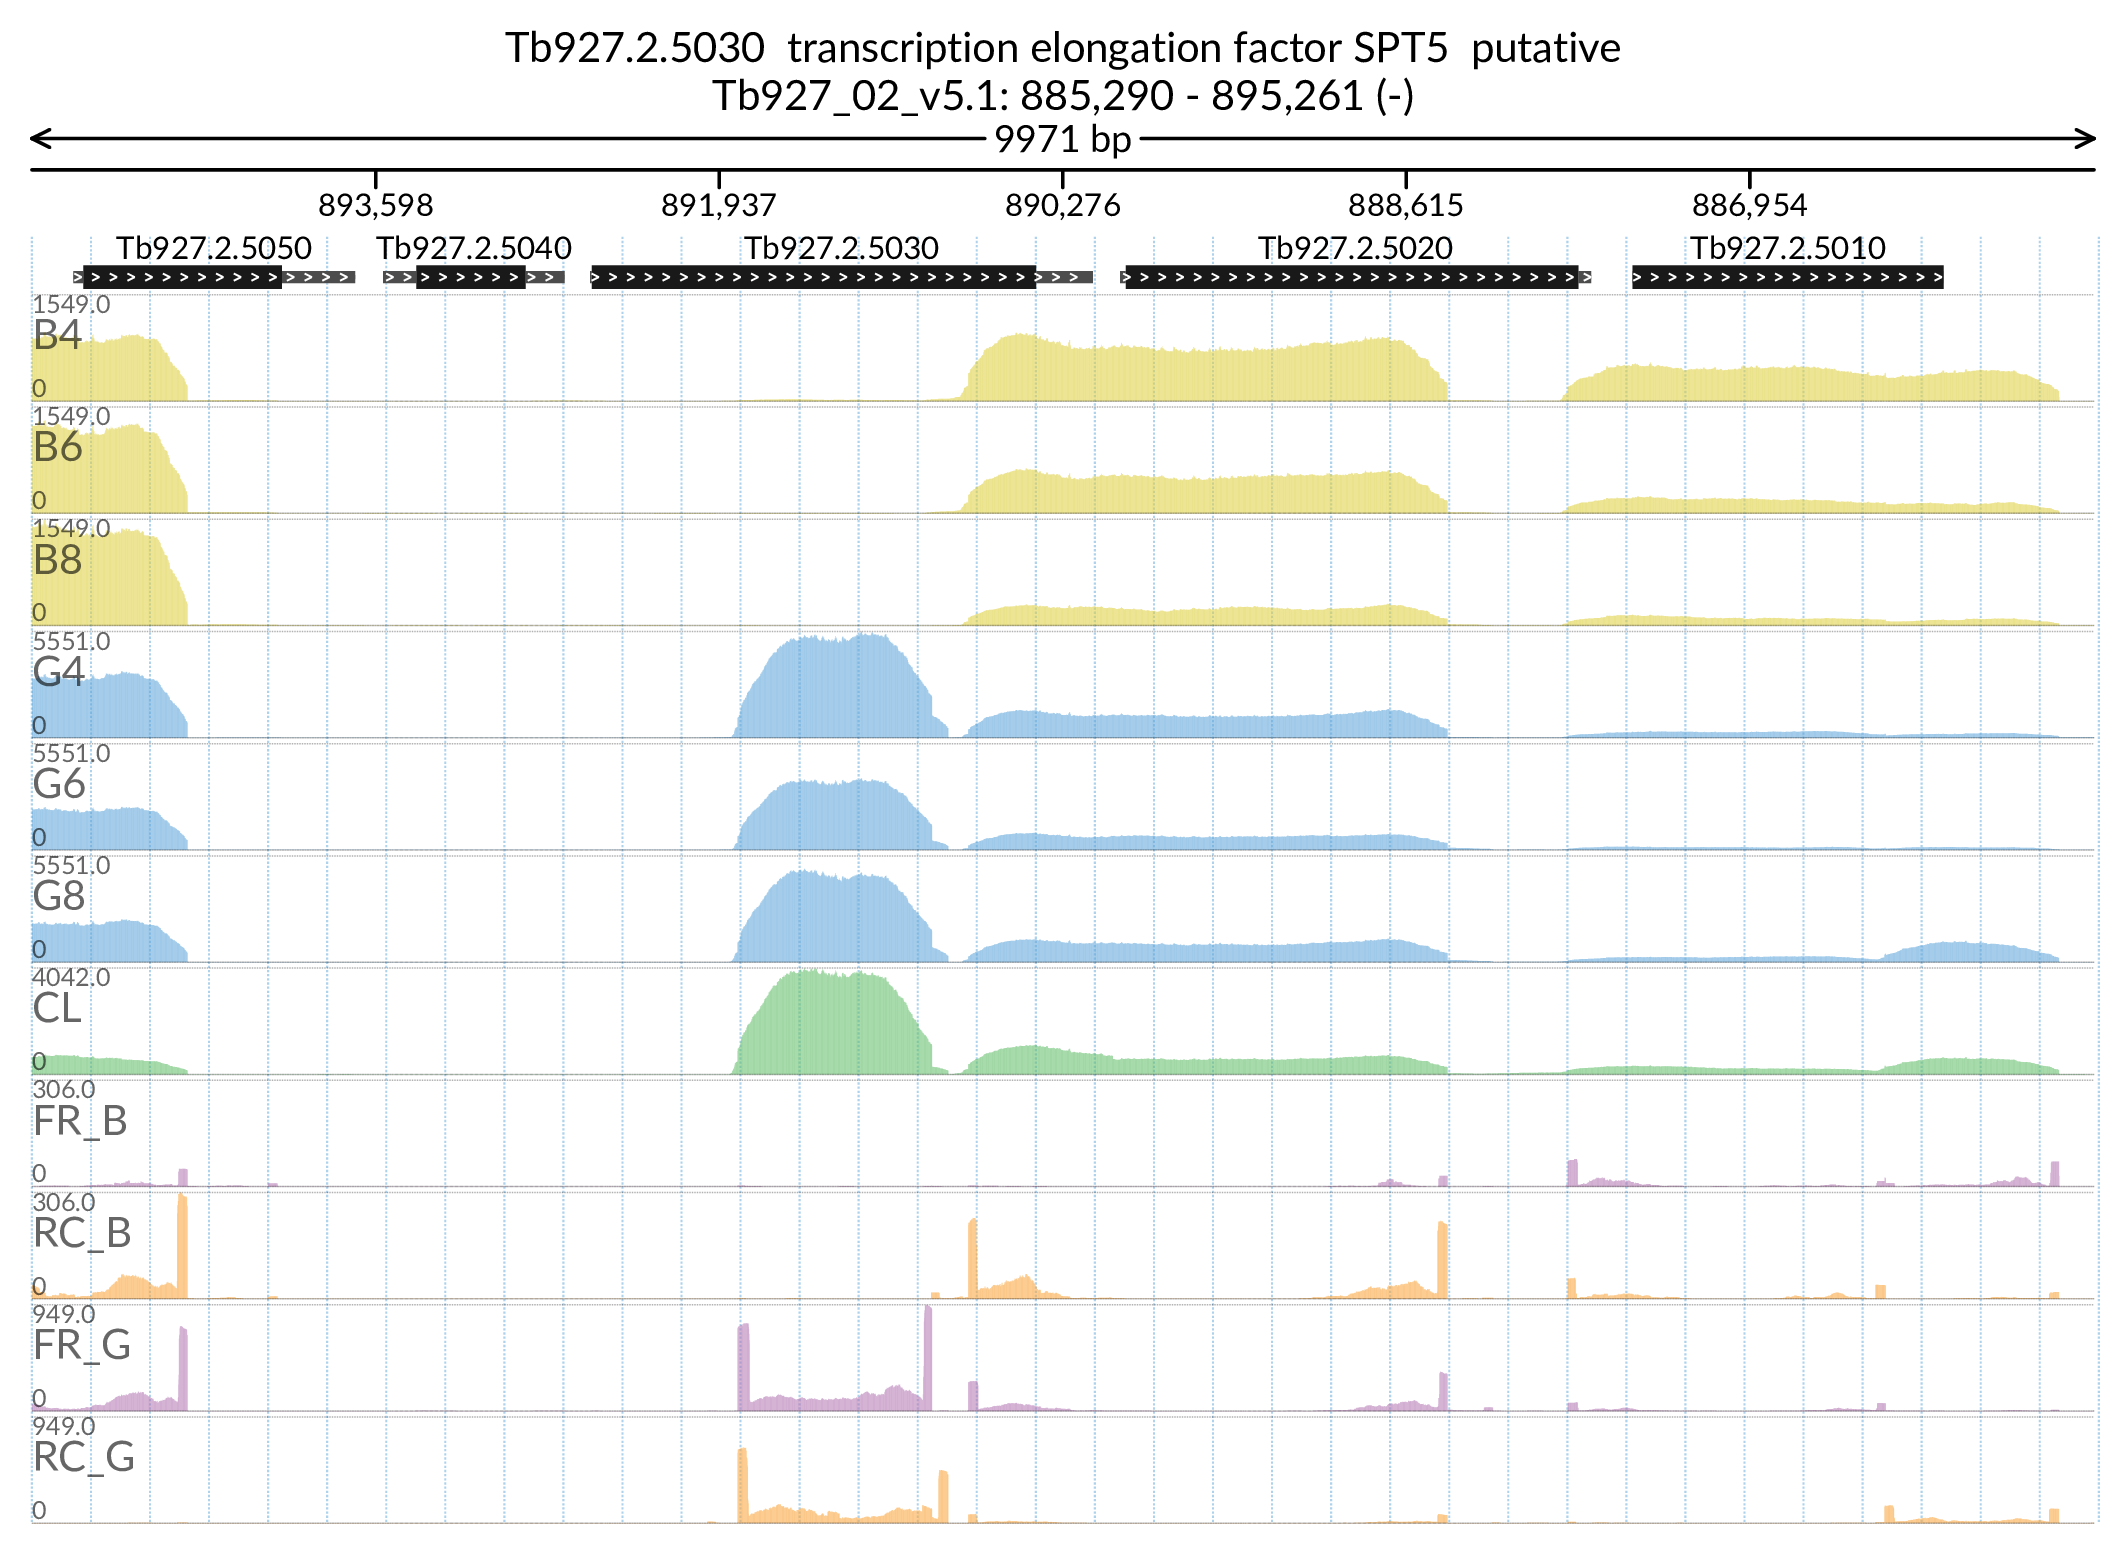 Tb927.2.5030  transcription elongation factor SPT5  putative
Tb927_02_v5.1: 885,290 - 895,261 (-)
9971 bp
893,598 891,937 890,276 888,615 886,954
Tb927.2.5050 Tb927.2.5040 Tb927.2.5030 Tb927.2.5020 Tb927.2.5010
1549.0
B4
0
1549.0
B6
0
1549.0
B8
0
5551.0
G4
0
5551.0
G6
0
5551.0
G8
0
4042.0
CL
0
306.0
FR_B
0
306.0
RC_B
0
949.0
FR_G
0
949.0
RC_G
0